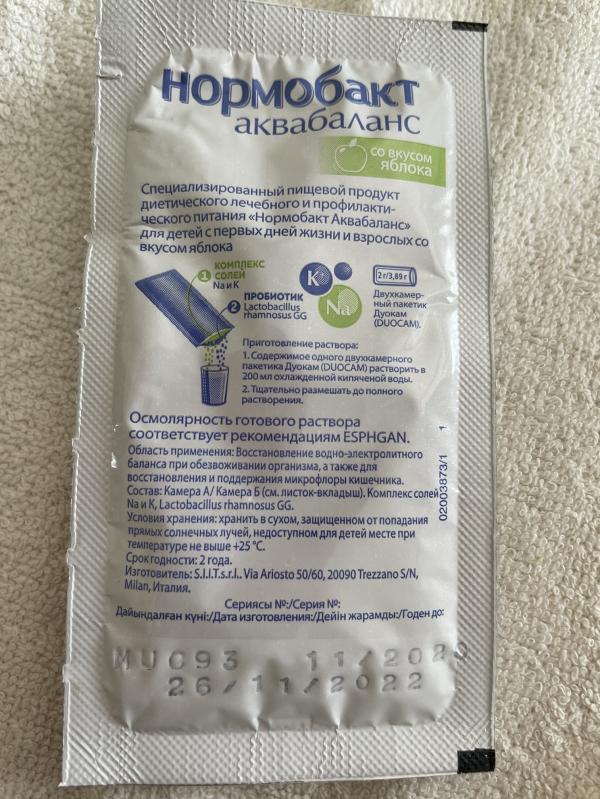 нормобакт
аквабаланс
со вкусом
яблока
Специализированный пищевой продукт
диетического лечебного и профилакти-
ческого питания «Нормобакт Аквабаланс»
для детей с первых дней жизни и взрослых со
вкусом яблока
1 КОМПЛЕКС
СОЛЕЙ
Na и K
2 ПРОБИОТИК
Lactobacillus
rhamnosus GG
K
Na
2 г/3,89 г
Двухкамер-
ный пакетик
Дуокам
(DUOCAM).
Приготовление раствора:
1. Содержимое одного двухкамерного
пакетика Дуокам (DUOCAM) растворить в
200 мл охлажденной кипяченой воды.
2. Тщательно размешать до полного
растворения.
Осмолярность готового раствора
соответствует рекомендациям ESPHGAN.
Область применения: Восстановление водно-электролитного
баланса при обезвоживании организма, а также для
восстановления и поддержания микрофлоры кишечника.
Состав: Камера А/ Камера Б (см. листок-вкладыш). Комплекс солей
Na и K, Lactobacillus rhamnosus GG.
Условия хранения: хранить в сухом, защищенном от попадания
прямых солнечных лучей, недоступном для детей месте при
температуре не выше +25 °C.
Срок годности: 2 года.
Изготовитель: S.I.I.T.s.r.l.. Via Ariosto 50/60, 20090 Trezzano S/N,
Milan, Италия.
Сериясы №:/Серия №:
Дайындалған күні:/Дата изготовления:/Дейін жарамды:/Годен до:
MUC93 11/2020
26/11/2022
02003873/1 1